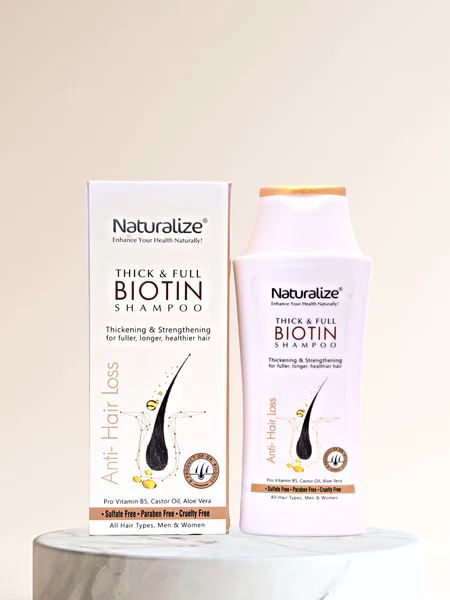 Naturalize®
Enhance Your Health Naturally!
THICK & FULL
BIOTIN
SHAMPOO
Thickening & Strengthening
for fuller, longer, healthier hair
Anti- Hair Loss
Pro Vitamin B5, Castor Oil, Aloe Vera
• Sulfate Free • Paraben Free • Cruelty Free
All Hair Types, Men & Women
Naturalize®
Enhance Your Health Naturally!
THICK & FULL
BIOTIN
SHAMPOO
Thickening & Strengthening
for fuller, longer, healthier hair
Anti- Hair Loss
Pro Vitamin B5, Castor Oil, Aloe Vera
• Sulfate Free • Paraben Free • Cruelty Free
All Hair Types, Men & Women